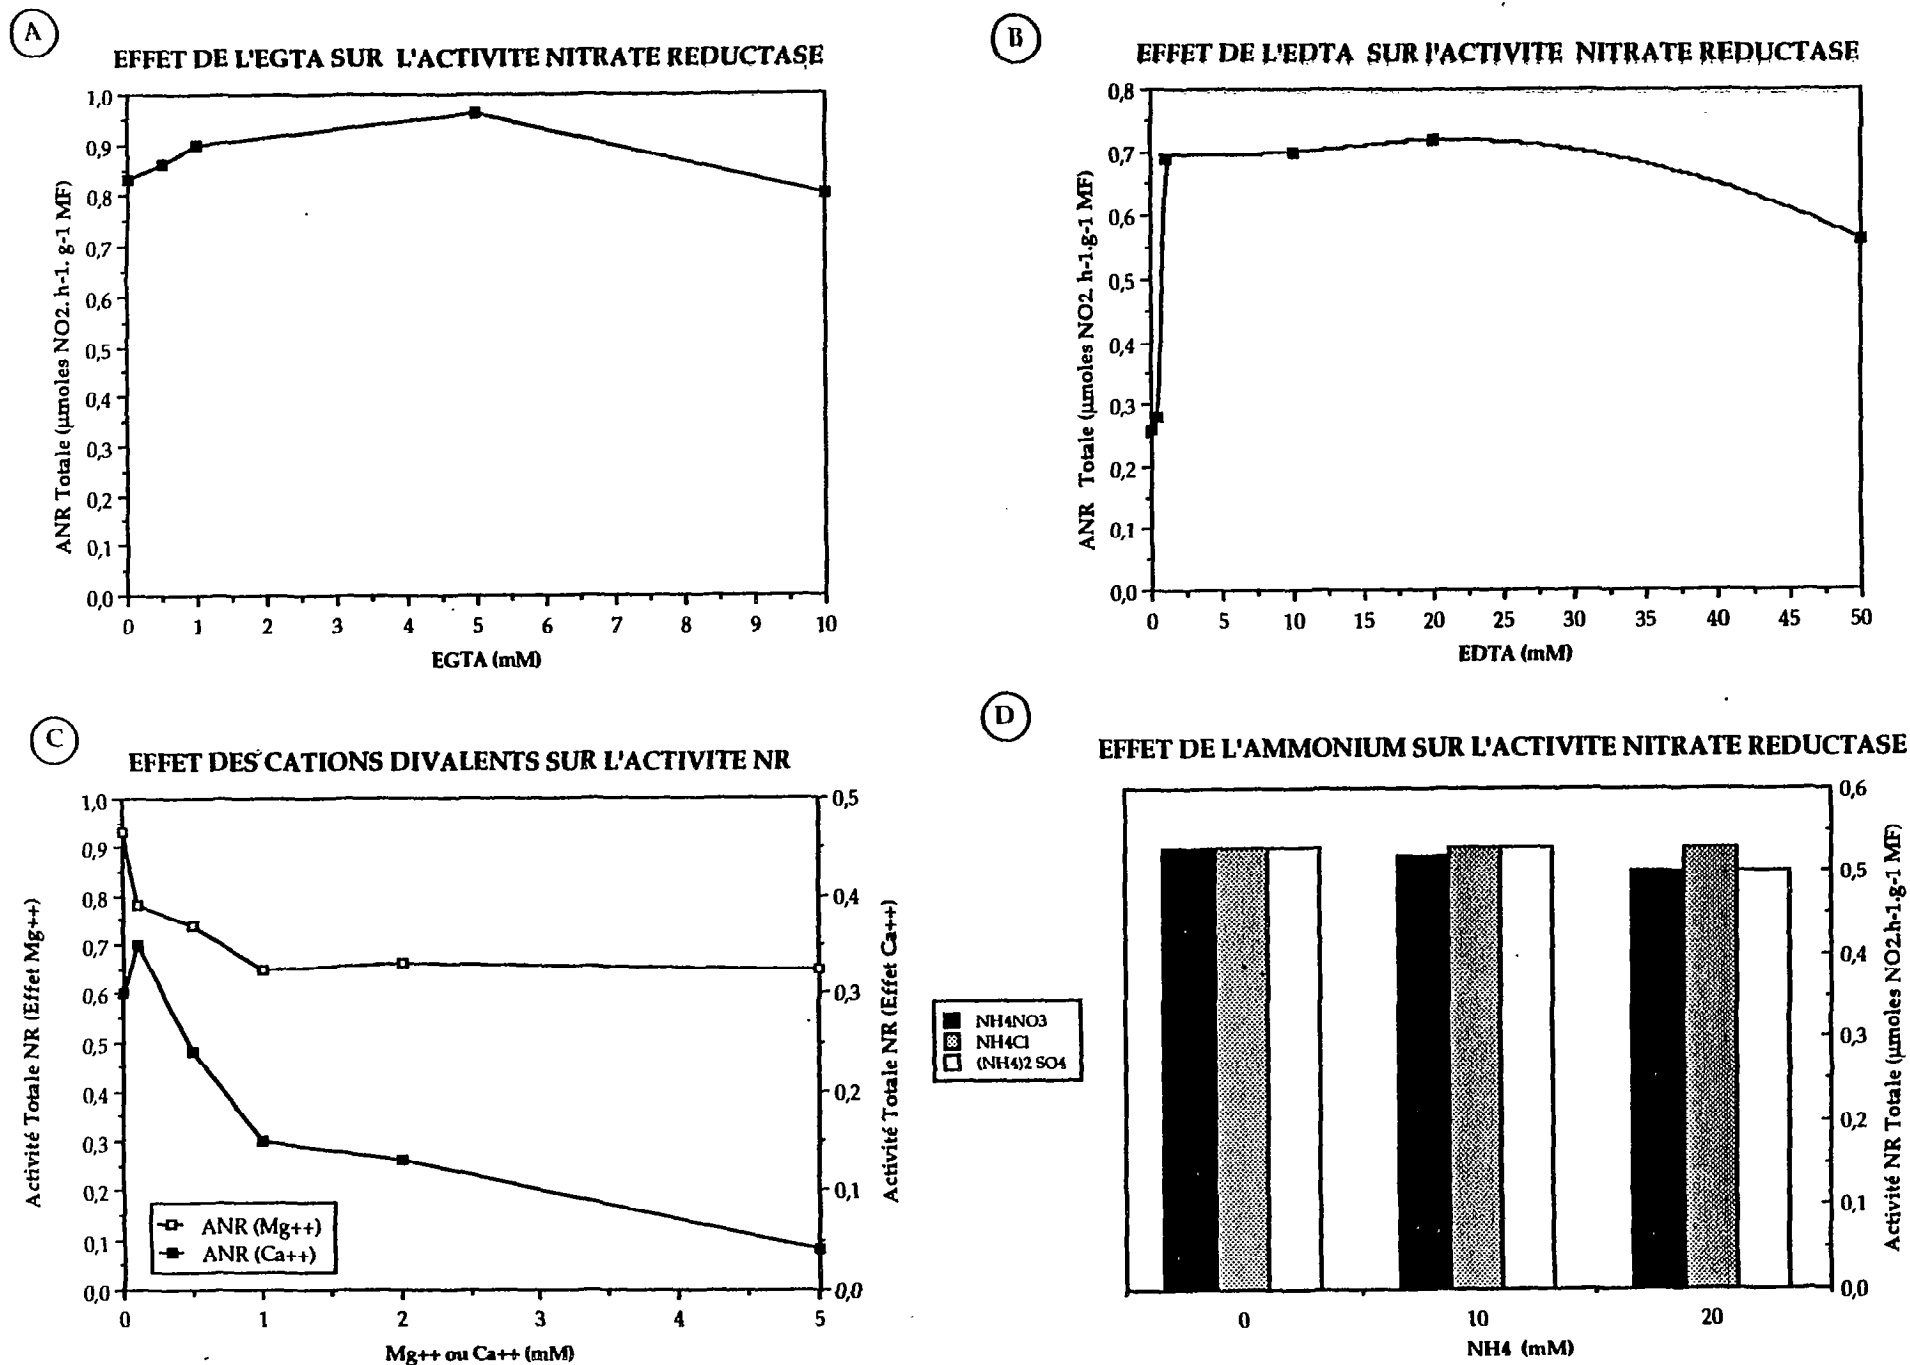 A
EFFET DE L'EGTA SUR L'ACTIVITE NITRATE REDUCTASE
ANR Totale (µmoles NO2. h-1. g-1 MF)
1,0
0,9
0,8
0,7
0,6
0,5
0,4
0,3
0,2
0,1
0,0
0 1 2 3 4 5 6 7 8 9 10
EGTA (mM)
B
EFFET DE L'EDTA SUR l'ACTIVITE NITRATE REDUCTASE
ANR Totale (µmoles NO2. h-1.g-1 MF)
0,8
0,7
0,6
0,5
0,4
0,3
0,2
0,1
0,0
0 5 10 15 20 25 30 35 40 45 50
EDTA (mM)
C
EFFET DES CATIONS DIVALENTS SUR L'ACTIVITE NR
Activité Totale NR (Effet Mg++)
1,0
0,9
0,8
0,7
0,6
0,5
0,4
0,3
0,2
0,1
0,0
ANR (Mg++)
ANR (Ca++)
0 1 2 3 4 5
Mg++ ou Ca++ (mM)
0,5
0,4
0,3
0,2
0,1
0,0
Activité Totale NR (Effet Ca++)
D
EFFET DE L'AMMONIUM SUR L'ACTIVITE NITRATE REDUCTASE
NH4NO3
NH4Cl
(NH4)2 SO4
0 10 20
NH4 (mM)
0,6
0,5
0,4
0,3
0,2
0,1
0,0
Activité NR Totale (µmoles NO2.h-1.g-1 MF)